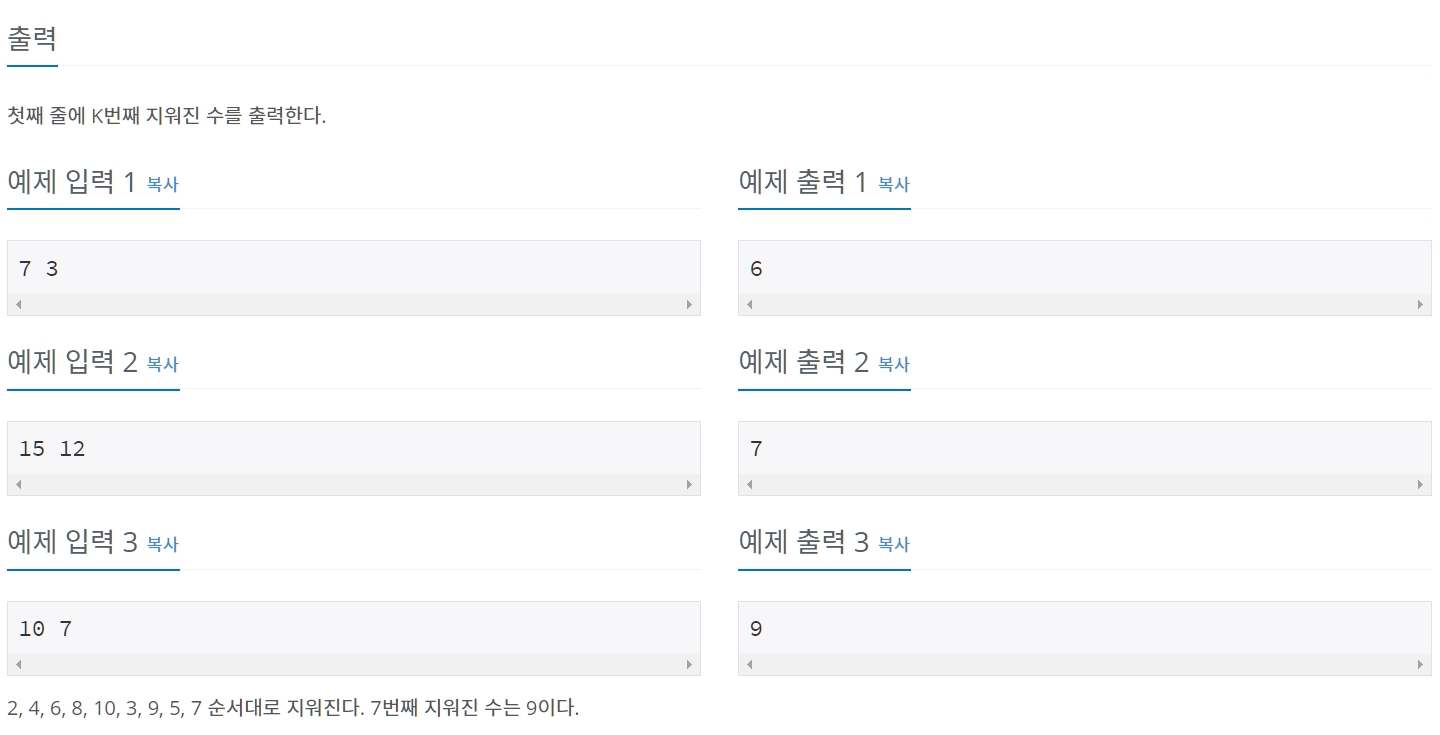 출력
첫째 줄에 K번째 지워진 수를 출력한다.
예제 입력 1 복사
예제 출력 1 복사
7 3
6
예제 입력 2 복사
예제 출력 2 복사
15 12
7
예제 입력 3 복사
예제 출력 3 복사
10 7
9
2, 4, 6, 8, 10, 3, 9, 5, 7 순서대로 지워진다. 7번째 지워진 수는 9이다.